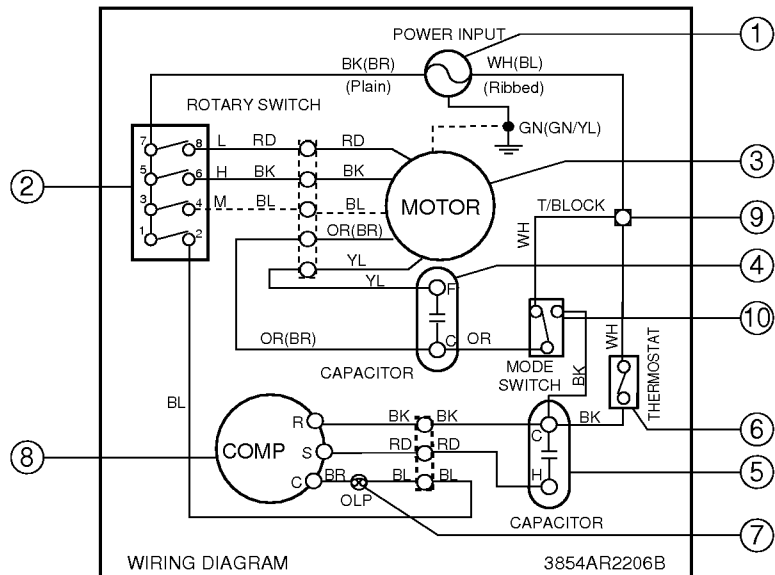 POWER INPUT
1
BK(BR)
WH(BL)
(Plain)
(Ribbed)
ROTARY SWITCH
GN(GN/YL)
7
8
L
RD
RD
5
6
H
BK
BK
3
2
3
4
M
BL
BL
MOTOR
T/BLOCK
9
1
2
OR(BR)
WH
YL
4
YL
F
10
OR(BR)
C
OR
WH
MODE
SWITCH
CAPACITOR
BK
THERMOSTAT
BL
R
BK
BK
C
BK
6
8
COMP
S
RD
RD
5
C
BR
BL
BL
H
OLP
CAPACITOR
7
WIRING DIAGRAM
3854AR2206B